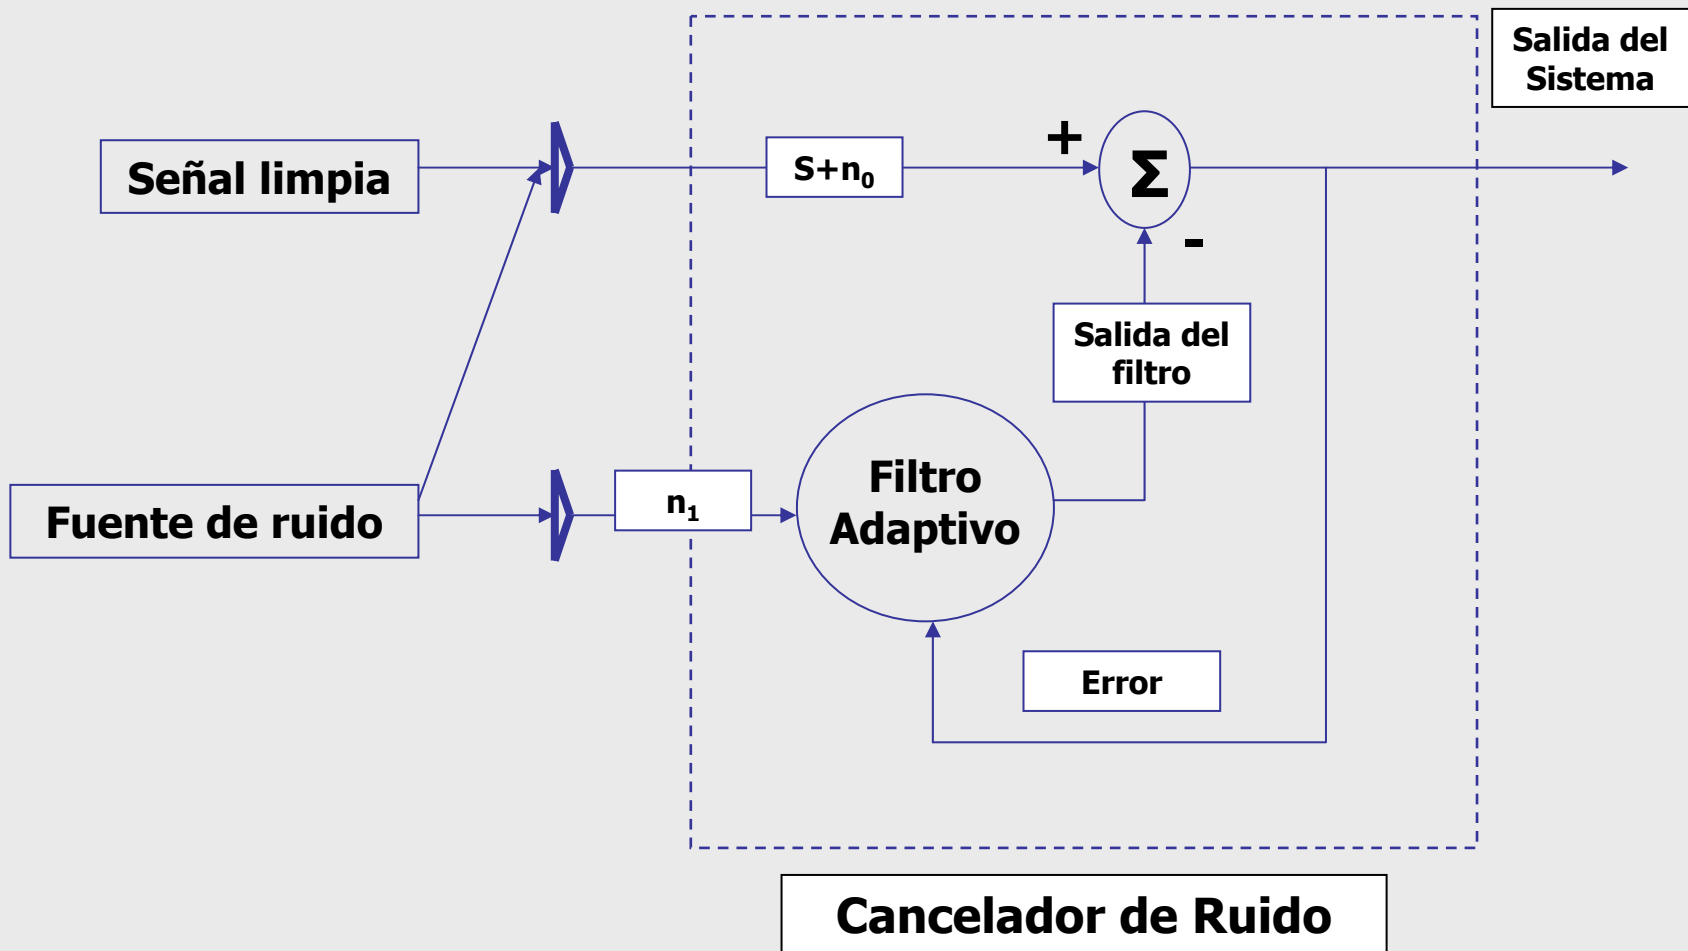 Salida del
Sistema
Señal limpia
S+n₀
+
Σ
-
Salida del
filtro
Fuente de ruido
n₁
Filtro
Adaptivo
Error
Cancelador de Ruido